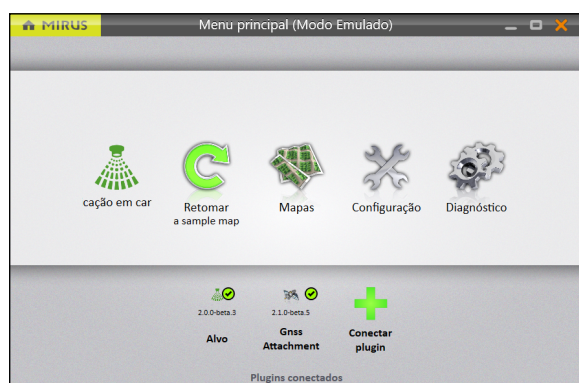 MIRUS
Menu principal (Modo Emulado)
cação em car
Retomar
a sample map
Mapas
Configuração
Diagnóstico
2.0.0-beta.3
Alvo
2.1.0-beta.5
Gnss
Attachment
Conectar
plugin
Plugins conectados